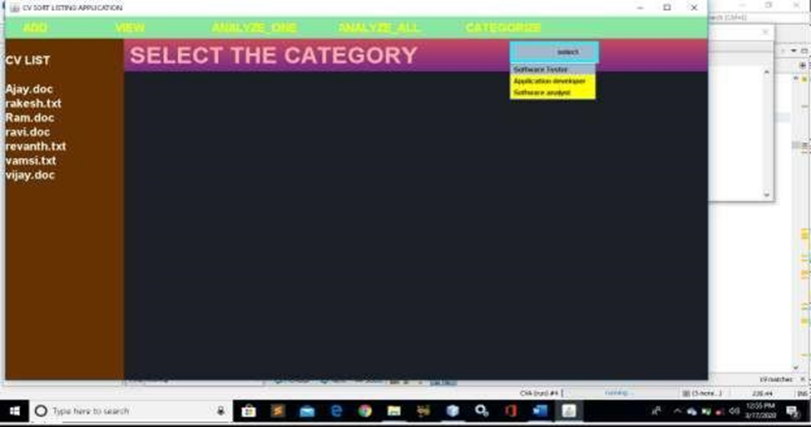 CV SORT LISTING APPLICATION
ADD VIEW ANALYZE_ONE ANALYZE_ALL CATEGORIZE
CV LIST
SELECT THE CATEGORY
select
Software Tester
Application developer
Software analyst
Ajay.doc
rakesh.txt
Ram.doc
ravi.doc
revanth.txt
vamsi.txt
vijay.doc
running...
Type here to search
12:55 PM
3/17/2020